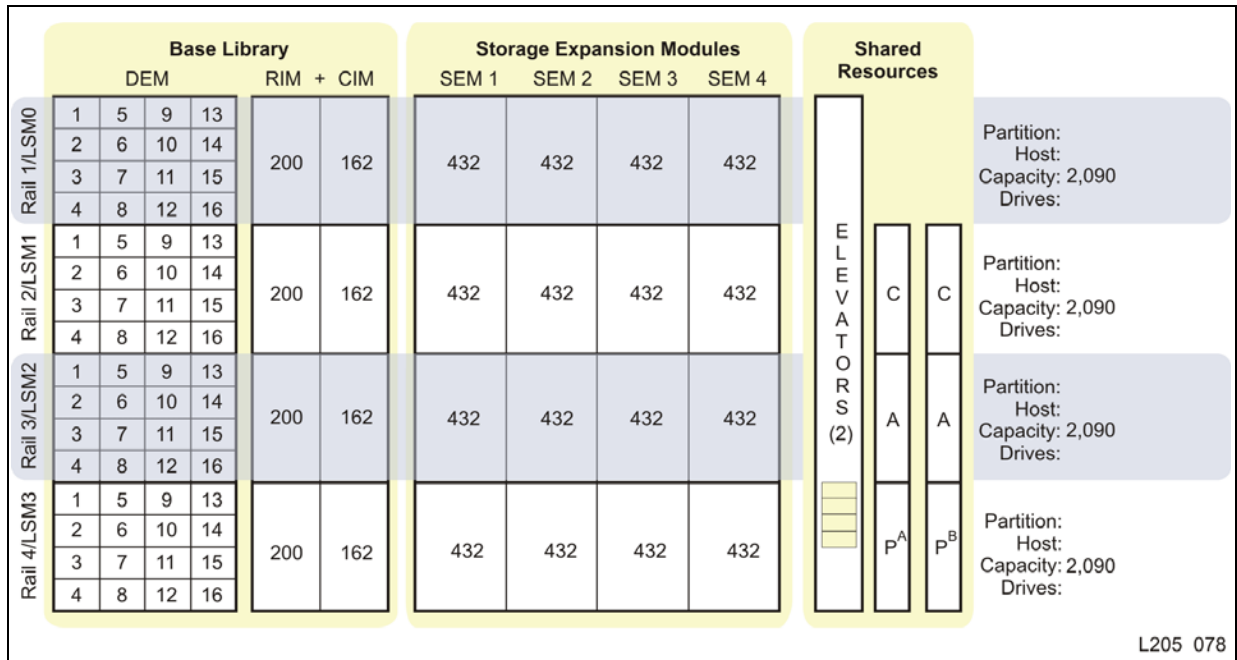 Base Library
Storage Expansion Modules
Shared
Resources
DEM
RIM + CIM
SEM 1 SEM 2 SEM 3 SEM 4
Rail 1/LSM0
1 5 9 13
2 6 10 14
3 7 11 15
4 8 12 16
200 162
432 432 432 432
Partition:
Host:
Capacity: 2,090
Drives:
Rail 2/LSM1
1 5 9 13
2 6 10 14
3 7 11 15
4 8 12 16
200 162
432 432 432 432
Partition:
Host:
Capacity: 2,090
Drives:
Rail 3/LSM2
1 5 9 13
2 6 10 14
3 7 11 15
4 8 12 16
200 162
432 432 432 432
Partition:
Host:
Capacity: 2,090
Drives:
Rail 4/LSM3
1 5 9 13
2 6 10 14
3 7 11 15
4 8 12 16
200 162
432 432 432 432
Partition:
Host:
Capacity: 2,090
Drives:
ELEVATORS
(2)
C C
A A
P^A P^B
L205_078